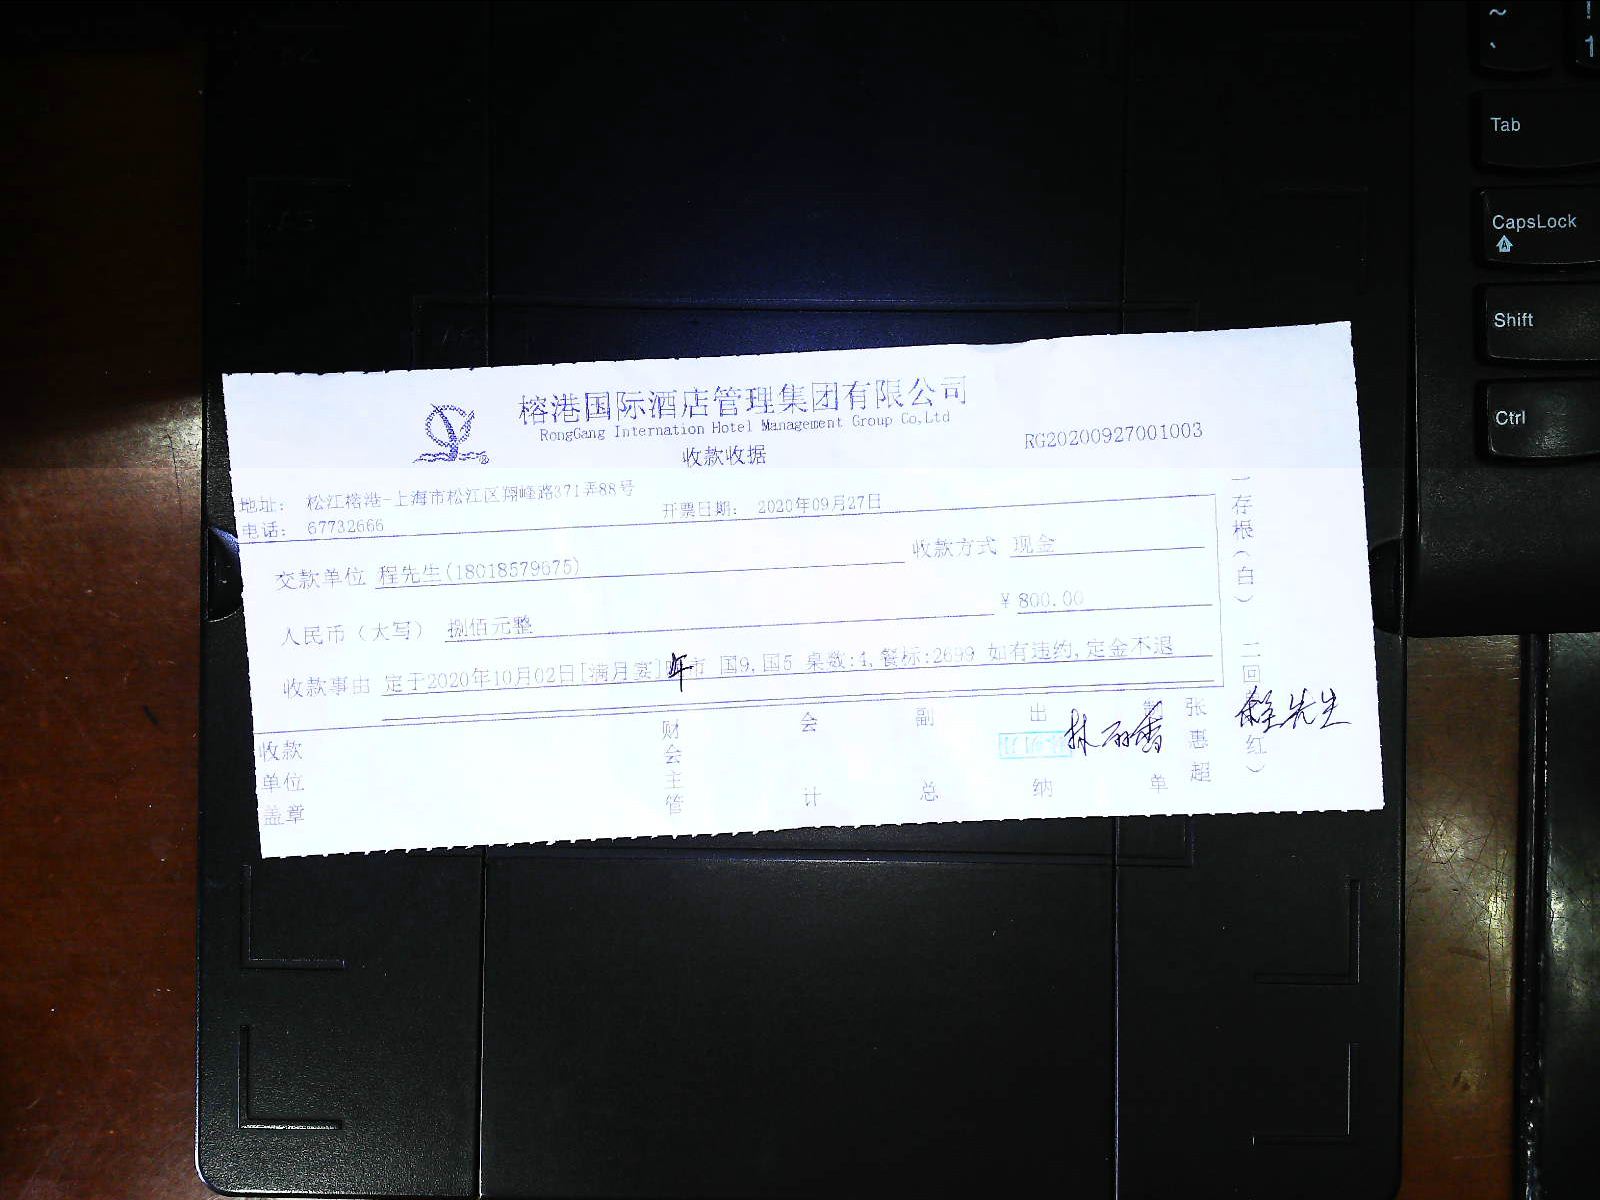 ~
`
!
1
Tab
CapsLock
Shift
Ctrl
榕港国际酒店管理集团有限公司
RongGang Internation Hotel Management Group Co,Ltd
收款收据
RG20200927001003
地址： 松江榕港-上海市松江区翔峰路371弄88号
电话： 67732666
开票日期： 2020年09月27日
交款单位 程先生(18018579675)
收款方式 现金
人民币（大写） 捌佰元整
￥800.00
收款事由 定于2020年10月02日[满月宴] 市 国9,国5 桌数:4,餐标:2699 如有违约,定金不退
收款单位盖章
财会主管
会计
副总
出纳
林丽香
制单
张惠超
程先生
一存根（白）
二回 红）